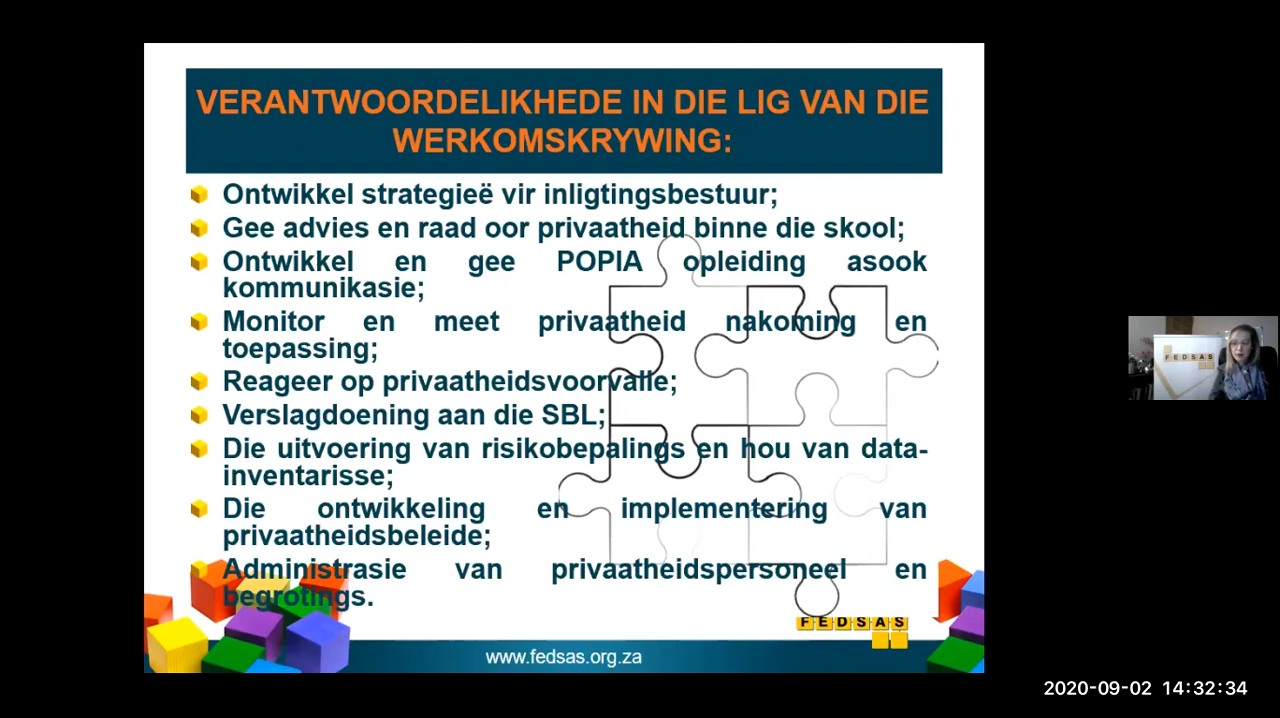 VERANTWOORDELIKHEDE IN DIE LIG VAN DIE
WERKOMSKRYWING:
Ontwikkel strategieë vir inligtingsbestuur;
Gee advies en raad oor privaatheid binne die skool;
Ontwikkel en gee POPIA opleiding asook
kommunikasie;
Monitor en meet privaatheid nakoming en
toepassing;
Reageer op privaatheidsvoorvalle;
Verslagdoening aan die SBL;
Die uitvoering van risikobepalings en hou van data-
inventarisse;
Die ontwikkeling en implementering van
privaatheidsbeleide;
Administrasie van privaatheidspersoneel en
begrotings.
FEDSAS
www.fedsas.org.za
FEDSAS
2020-09-02 14:32:34